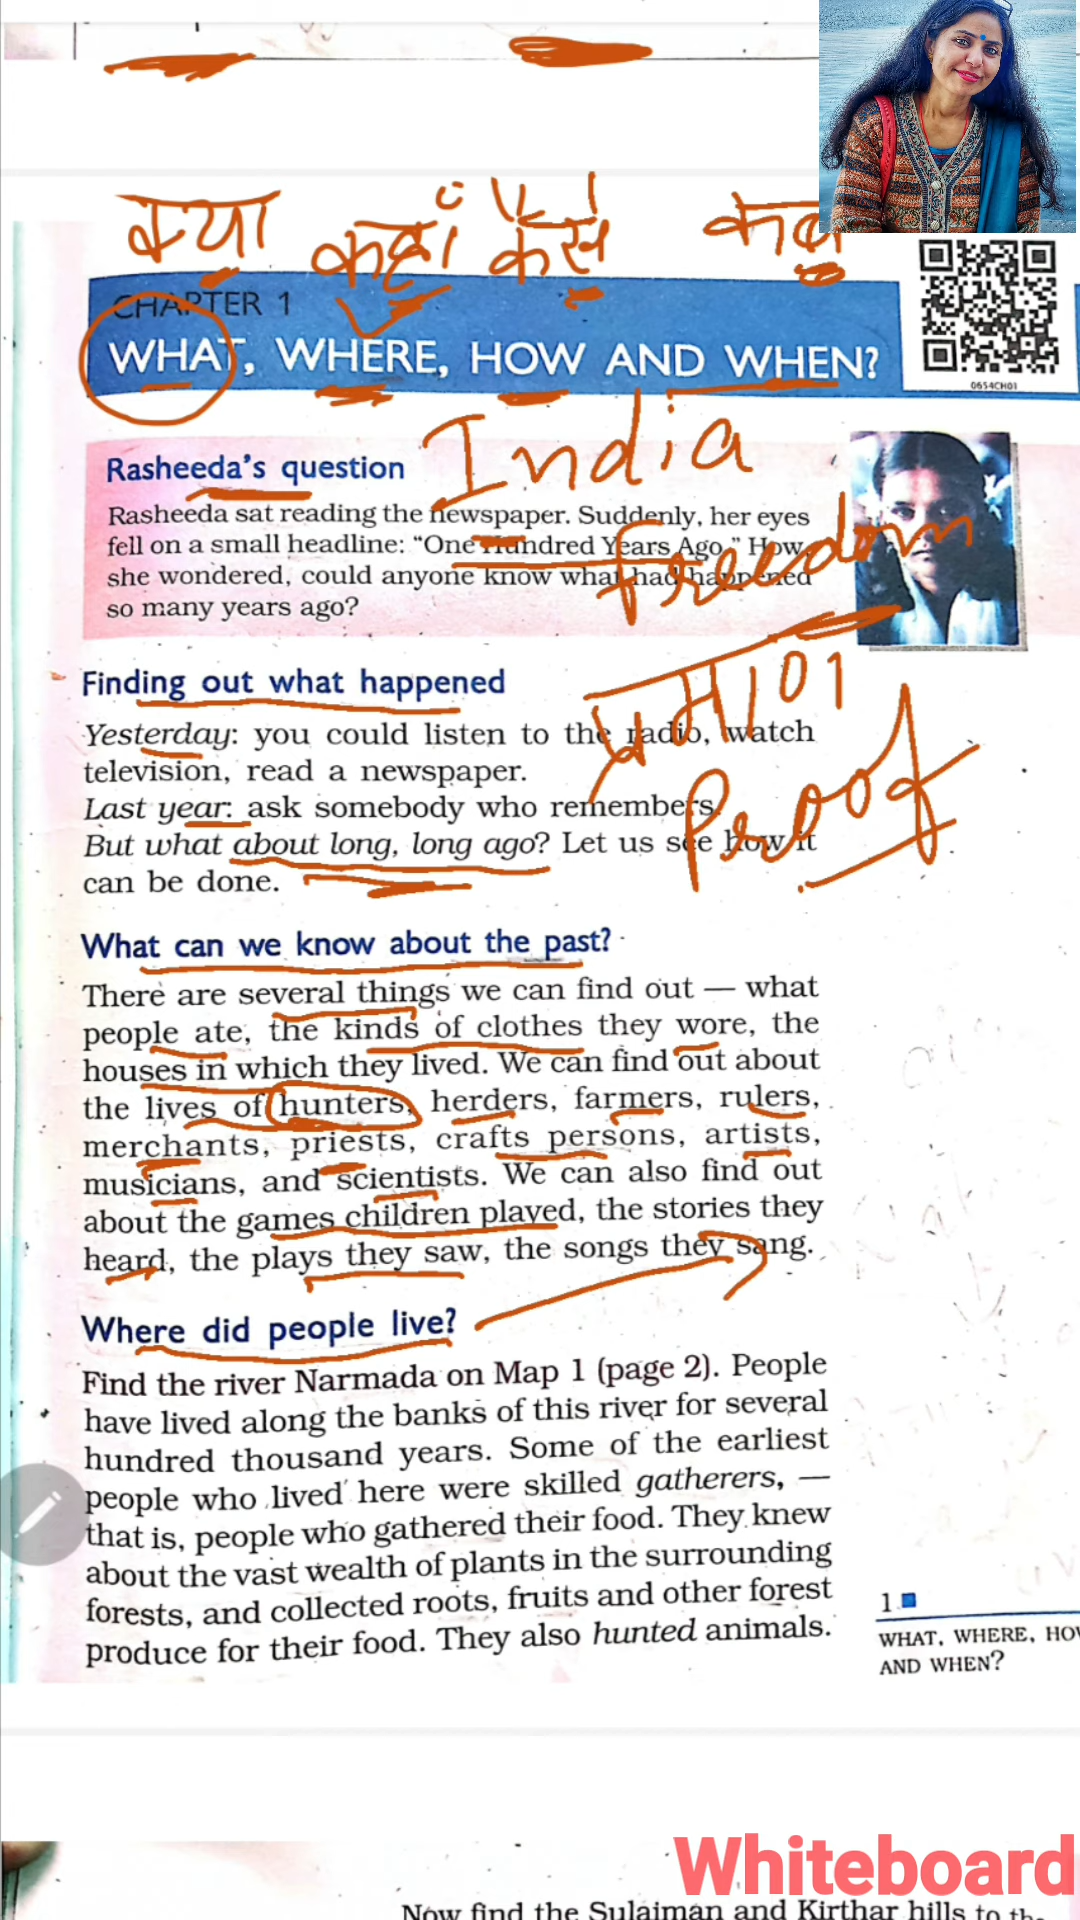 क्या कहाँ कैसे कब
CHAPTER 1
WHAT, WHERE, HOW AND WHEN?
0654CH01
India
Rasheeda's question
Rasheeda sat reading the newspaper. Suddenly, her eyes
fell on a small headline: “One Hundred Years Ago.” How,
she wondered, could anyone know what had happened
so many years ago?
freedom
Finding out what happened
प्रमाण
Yesterday: you could listen to the radio, watch
television, read a newspaper.
Last year: ask somebody who remembers.
Proof
But what about long, long ago? Let us see how it
can be done.
What can we know about the past?
There are several things we can find out — what
people ate, the kinds of clothes they wore, the
houses in which they lived. We can find out about
the lives of hunters, herders, farmers, rulers,
merchants, priests, crafts persons, artists,
musicians, and scientists. We can also find out
about the games children played, the stories they
heard, the plays they saw, the songs they sang.
Where did people live?
Find the river Narmada on Map 1 (page 2). People
have lived along the banks of this river for several
hundred thousand years. Some of the earliest
people who lived here were skilled gatherers, —
that is, people who gathered their food. They knew
about the vast wealth of plants in the surrounding
forests, and collected roots, fruits and other forest
produce for their food. They also hunted animals.
1
WHAT, WHERE, HOW
AND WHEN?
Whiteboard
Now find the Sulaiman and Kirthar hills to the